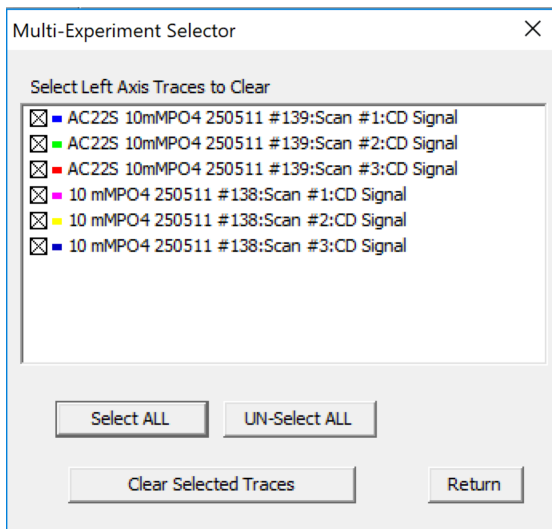 Multi-Experiment Selector
Select Left Axis Traces to Clear
AC22S 10mMPO4 250511 #139:Scan #1:CD Signal
AC22S 10mMPO4 250511 #139:Scan #2:CD Signal
AC22S 10mMPO4 250511 #139:Scan #3:CD Signal
10 mMPO4 250511 #138:Scan #1:CD Signal
10 mMPO4 250511 #138:Scan #2:CD Signal
10 mMPO4 250511 #138:Scan #3:CD Signal
Select ALL UN-Select ALL
Clear Selected Traces Return